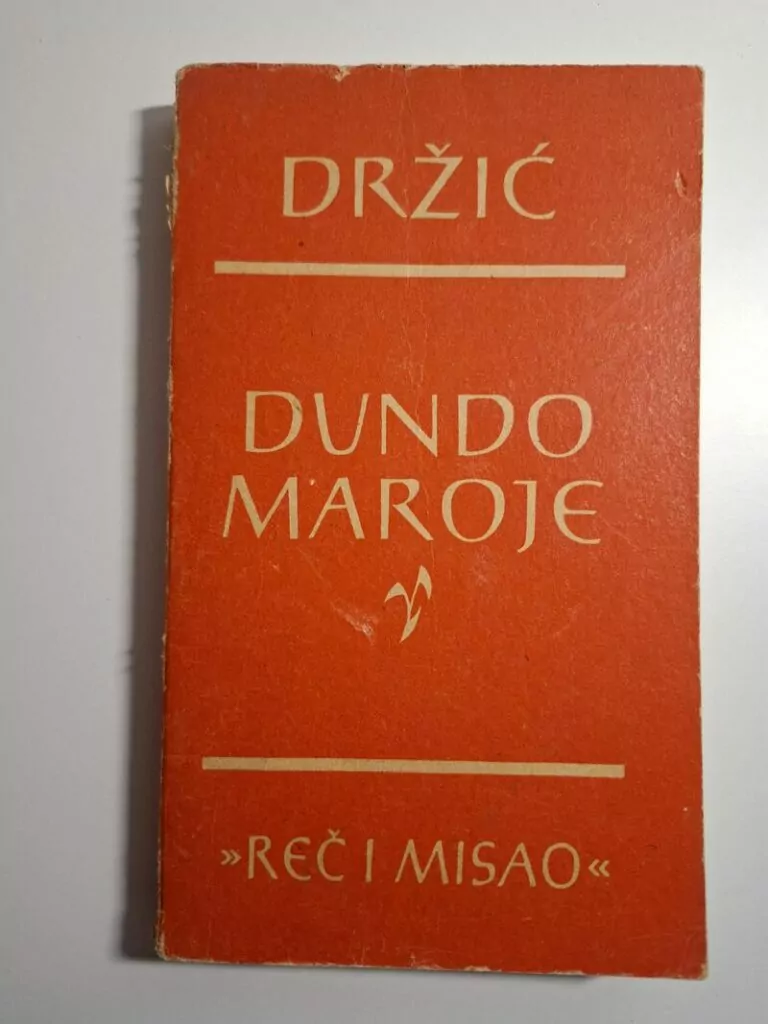 DRŽIĆ
DUNDO
MAROJE
»REČ I MISAO«